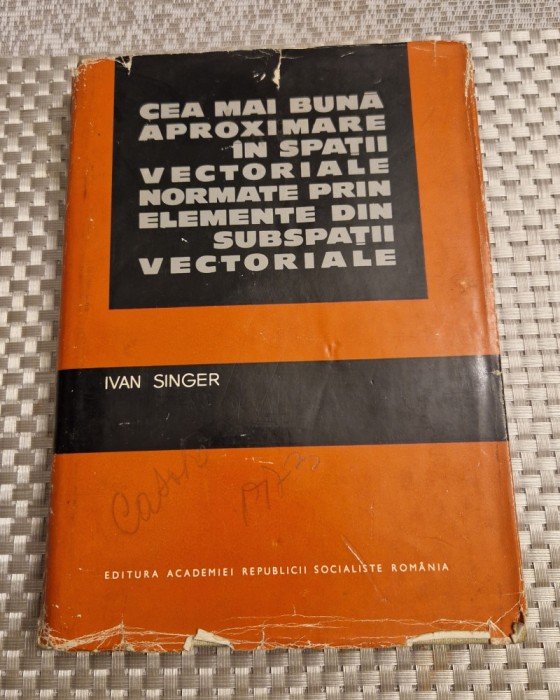 CEA MAI BUNĂ
APROXIMARE
ÎN SPAȚII
VECTORIALE
NORMATE PRIN
ELEMENTE DIN
SUBSPAȚII
VECTORIALE
IVAN SINGER
EDITURA ACADEMIEI REPUBLICII SOCIALISTE ROMÂNIA